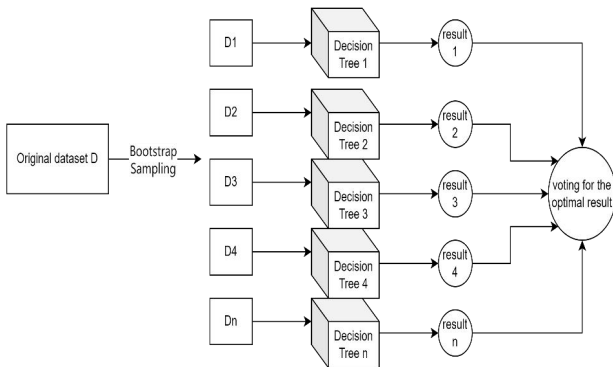 Original dataset D
Bootstrap
Sampling
D1
Decision
Tree 1
result
1
D2
Decision
Tree 2
result
2
D3
Decision
Tree 3
result
3
D4
Decision
Tree 4
result
4
Dn
Decision
Tree n
result
n
voting for the
optimal result